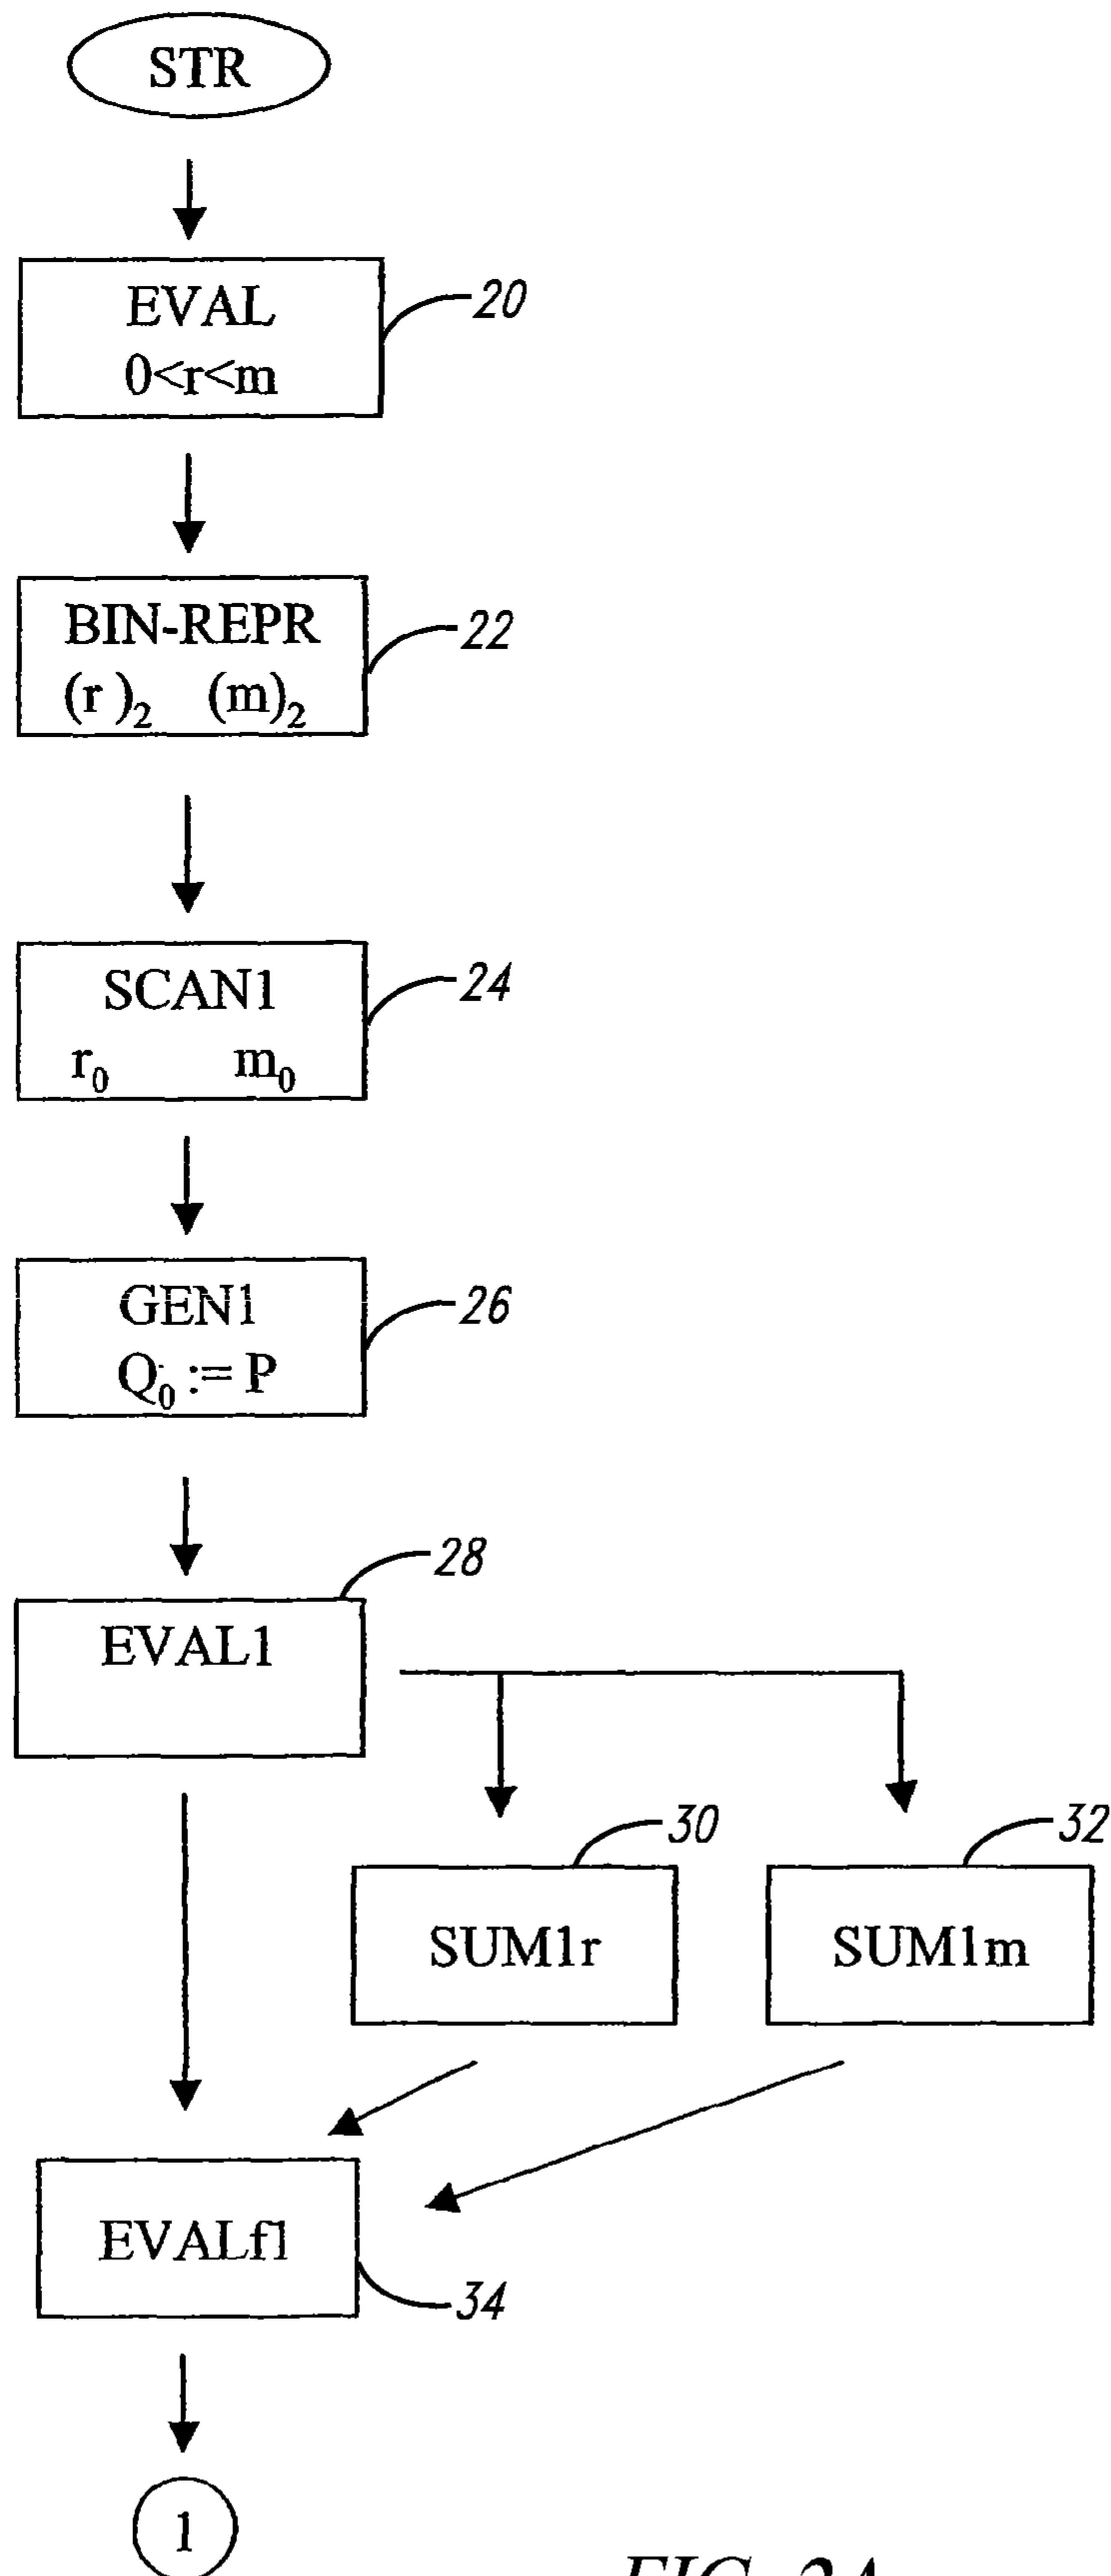 STR
EVAL
0<r<m
20
BIN-REPR
(r )₂ (m)₂
22
SCAN1
r₀ m₀
24
GEN1
Q₀ := P
26
28
EVAL1
30
32
SUM1r
SUM1m
EVALf1
34
1